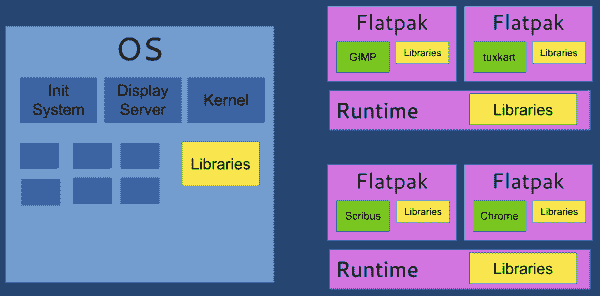 OS
Init
System
Display
Server
Kernel
Libraries
Flatpak
GIMP
Libraries
Flatpak
tuxkart
Libraries
Runtime
Libraries
Flatpak
Scribus
Libraries
Flatpak
Chrome
Libraries
Runtime
Libraries